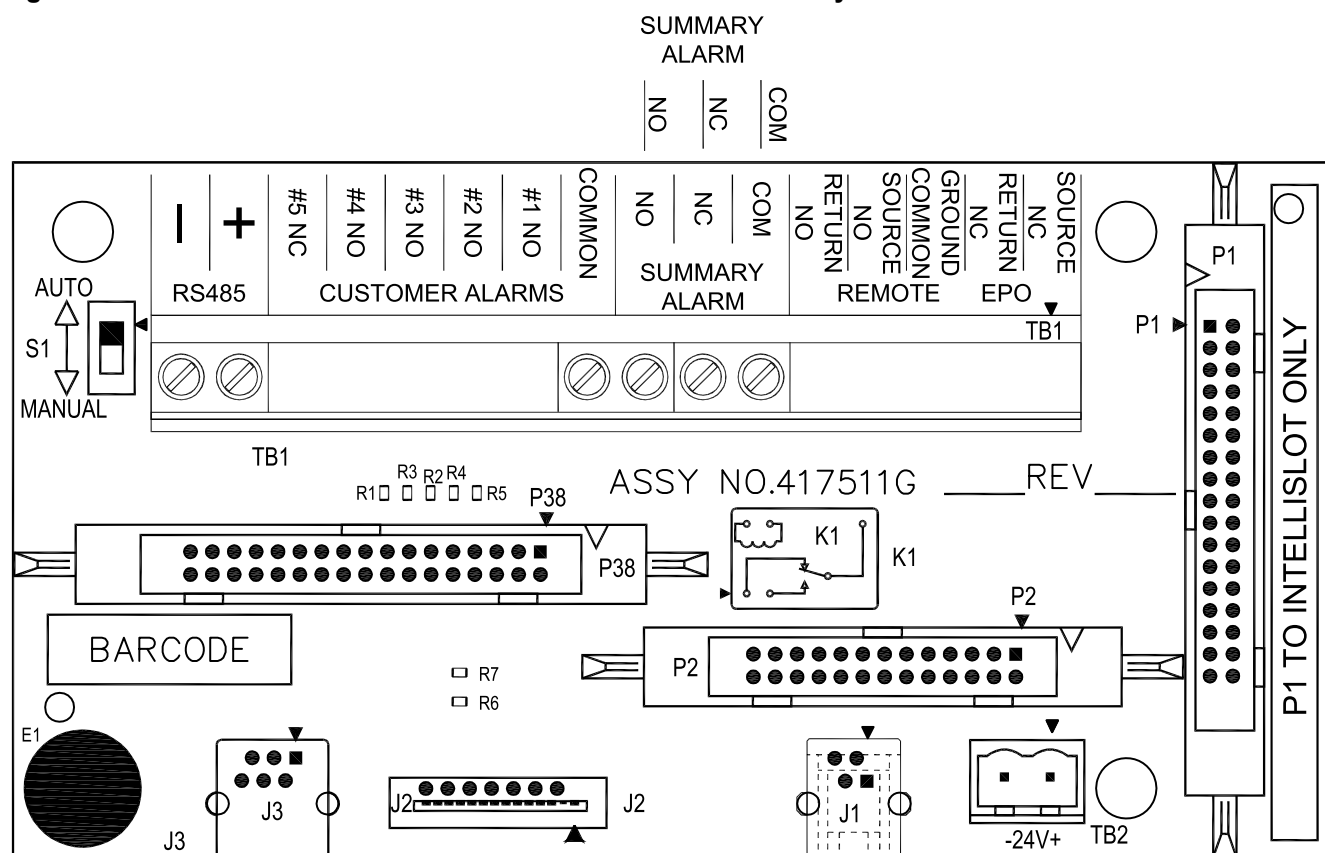 SUMMARY
ALARM
NO
NC
COM
#5 NC
#4 NO
#3 NO
#2 NO
#1 NO
COMMON
NO
NC
COM
NO
RETURN
NO
SOURCE
COMMON
GROUND
NC
RETURN
NC
SOURCE
– +
RS485
CUSTOMER ALARMS
SUMMARY
ALARM
REMOTE EPO
AUTO
S1
MANUAL
TB1
TB1
P1
P1
P1 TO INTELLISLOT ONLY
R1 R3 R2 R4 R5
ASSY NO.417511G REV
P38
P38
K1
K1
P2
P2
BARCODE
R7
R6
E1
J3
J3
J2
J2
J1
-24V+
TB2